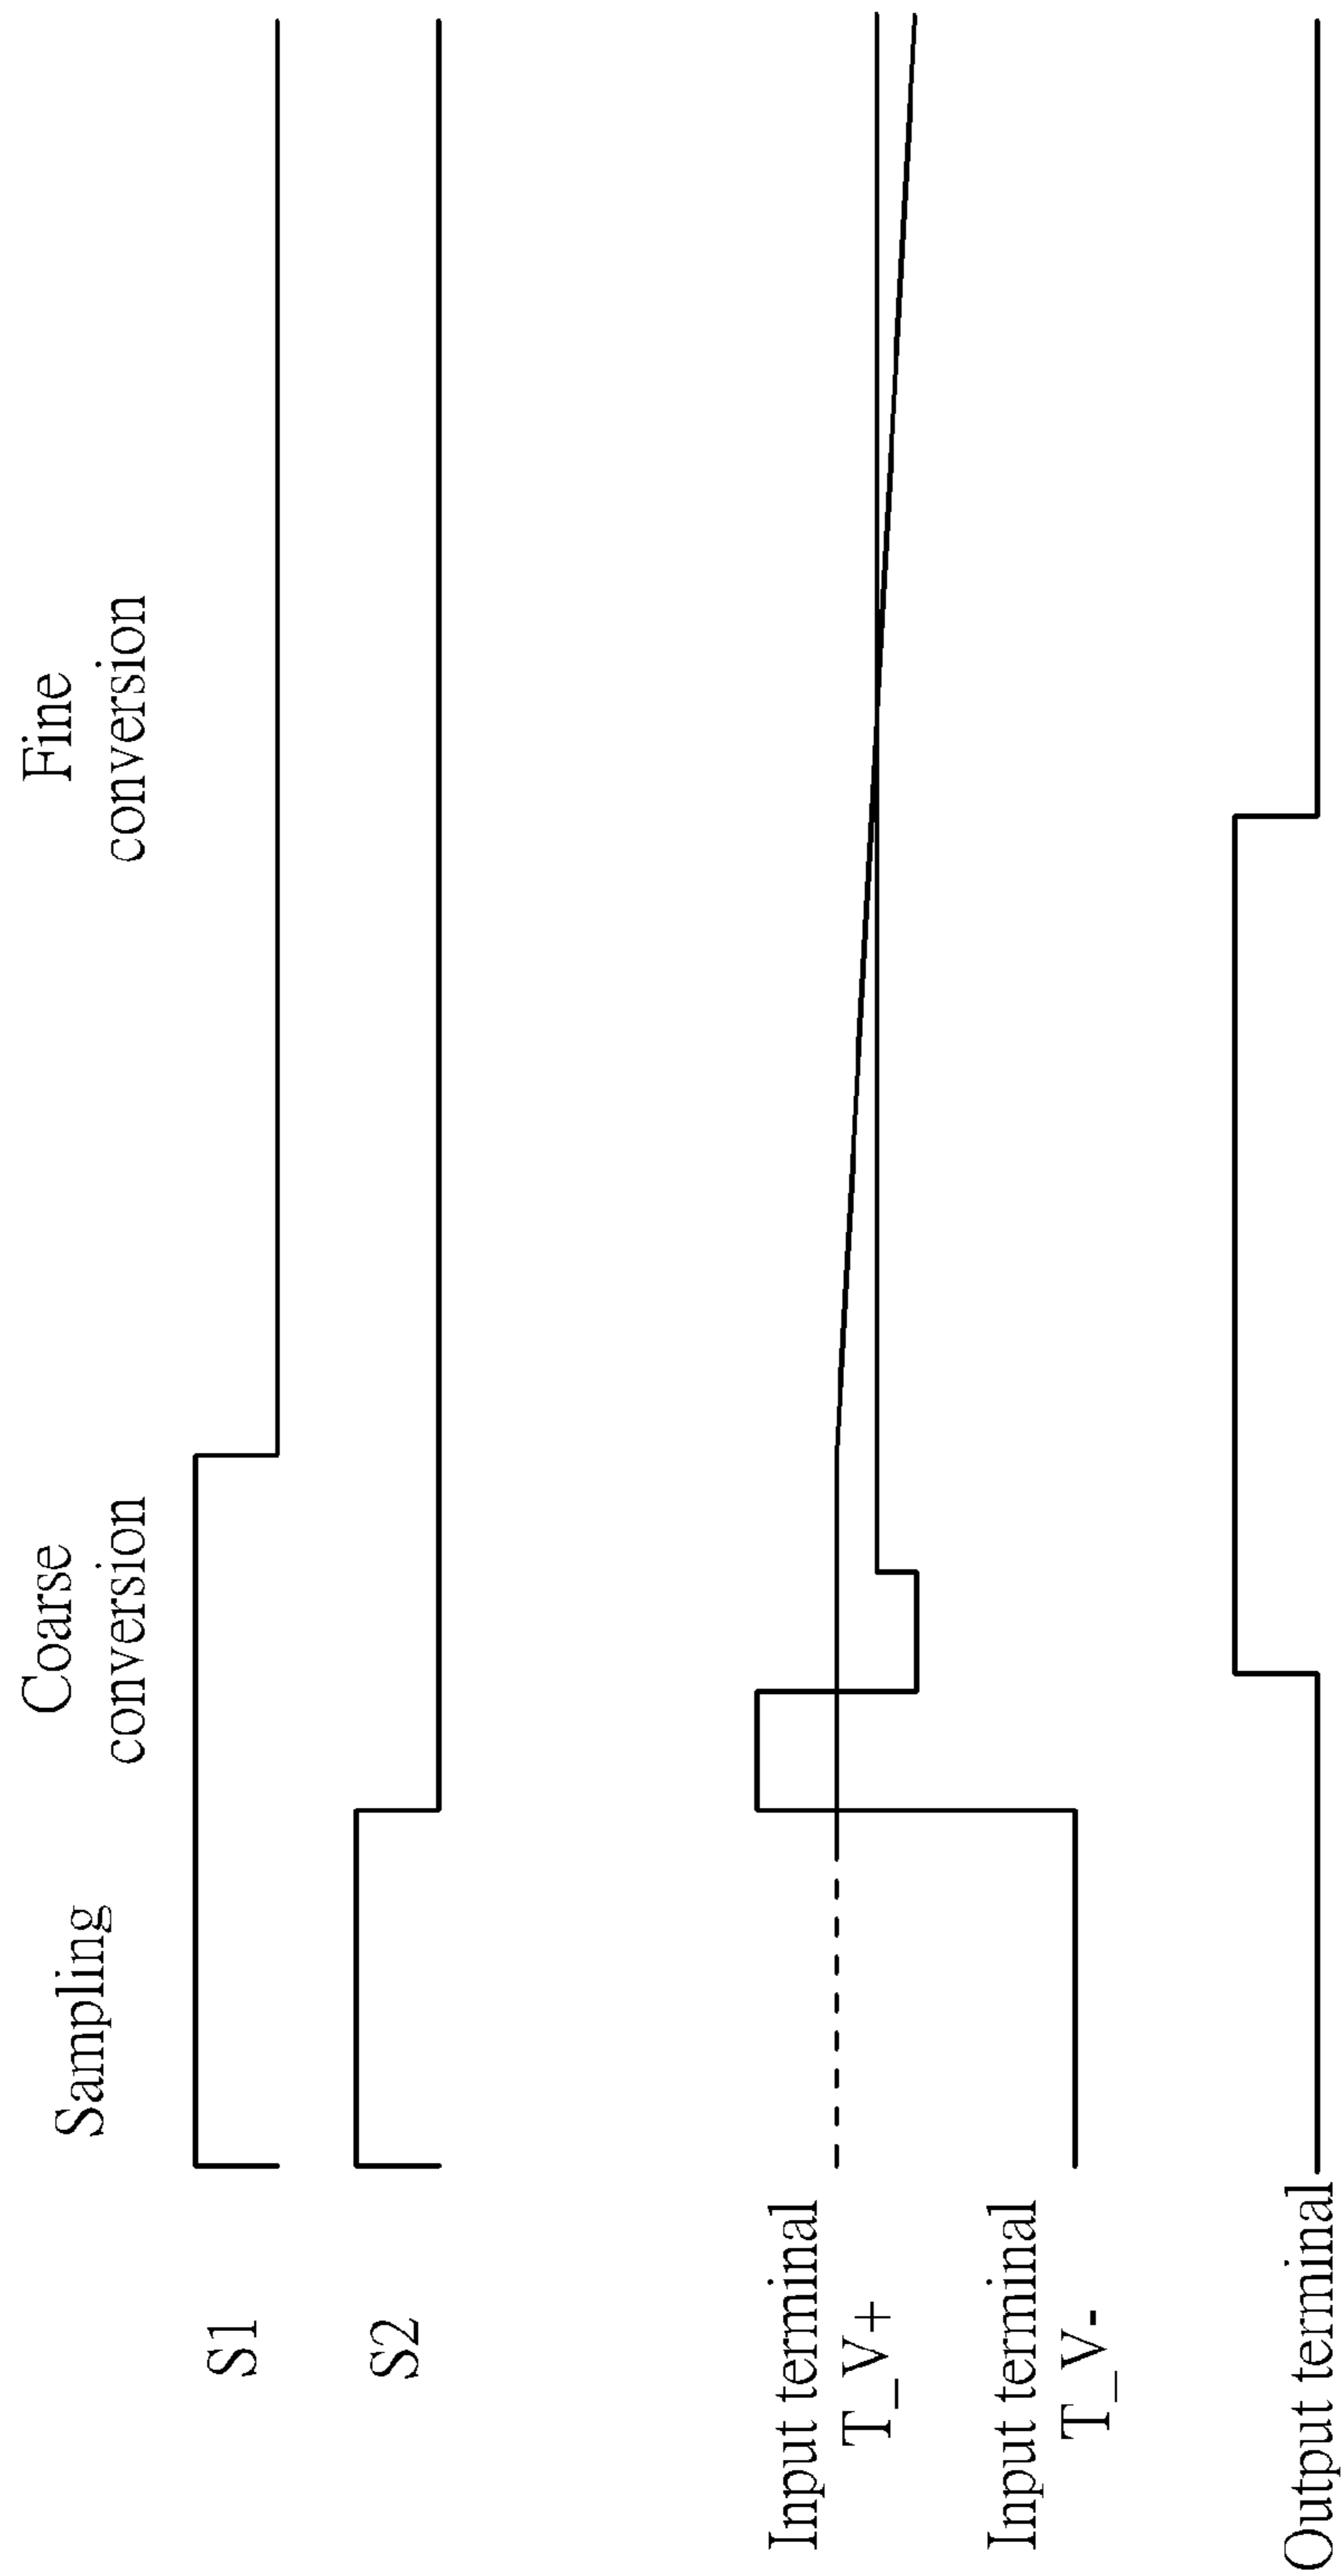 Sampling
Coarse
conversion
Fine
conversion
S1
S2
Input terminal
T_V+
Input terminal
T_V-
Output terminal